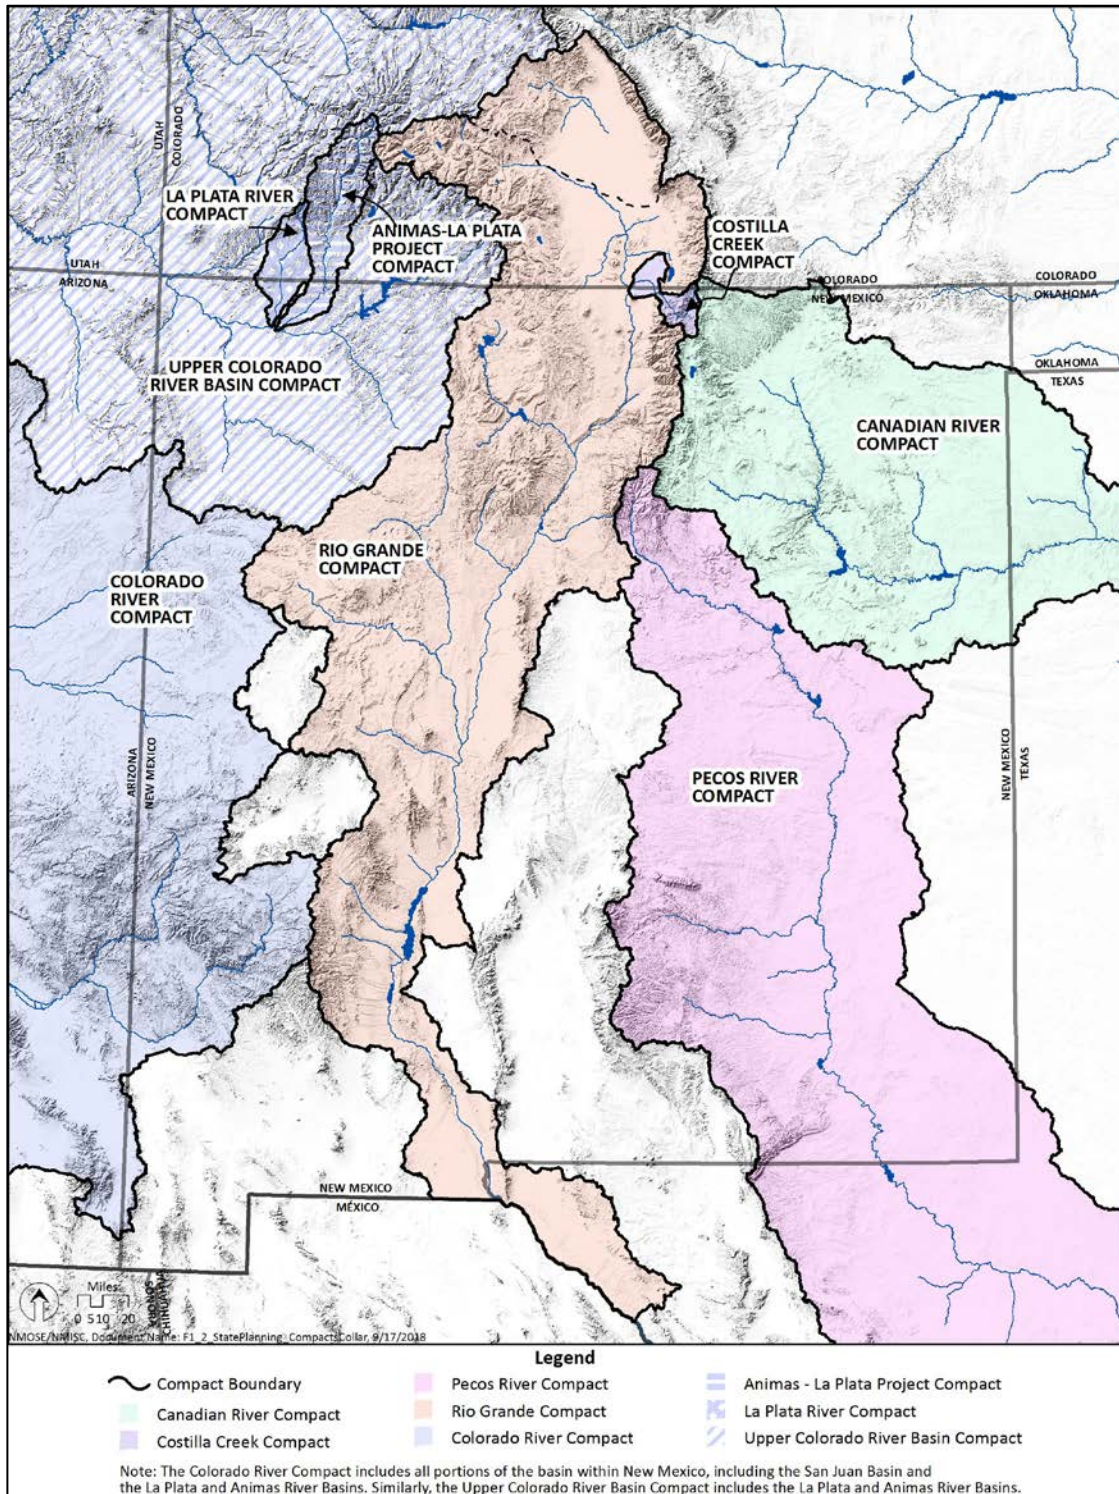 UTAH
COLORADO
LA PLATA RIVER
COMPACT
ANIMAS-LA PLATA
PROJECT
COMPACT
COSTILLA
CREEK
COMPACT
UTAH
ARIZONA
COLORADO
NEW MEXICO
COLORADO
OKLAHOMA
UPPER COLORADO
RIVER BASIN COMPACT
OKLAHOMA
TEXAS
CANADIAN RIVER
COMPACT
RIO GRANDE
COMPACT
COLORADO
RIVER
COMPACT
ARIZONA
NEW MEXICO
NEW MEXICO
TEXAS
PECOS RIVER
COMPACT
NEW MEXICO
MÉXICO
SONORA
CHIHUAHUA
Miles
0 510 20
NMOSE/NMISC, Document Name: F1_2_StatePlanning_CompactsCollar, 9/17/2018
Legend
Compact Boundary
Canadian River Compact
Costilla Creek Compact
Pecos River Compact
Rio Grande Compact
Colorado River Compact
Animas - La Plata Project Compact
La Plata River Compact
Upper Colorado River Basin Compact
Note: The Colorado River Compact includes all portions of the basin within New Mexico, including the San Juan Basin and
the La Plata and Animas River Basins. Similarly, the Upper Colorado River Basin Compact includes the La Plata and Animas River Basins.